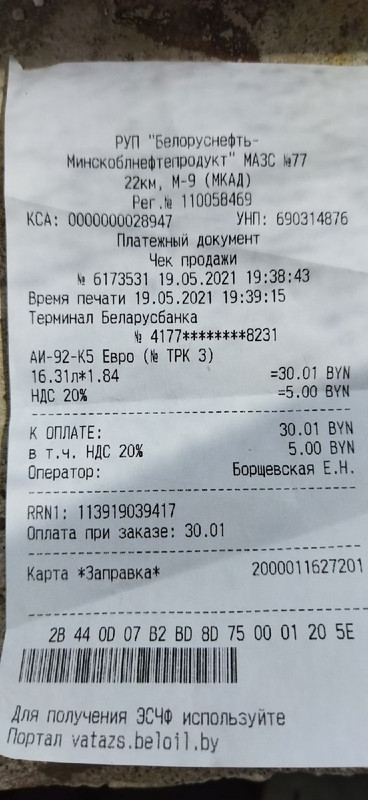 РУП "Белоруснефть-
Минскоблнефтепродукт" МАЗС №77
22км, М-9 (МКАД)
Рег.№ 110058469
КСА: 0000000028947 УНП: 690314876
Платежный документ
Чек продажи
№ 6173531 19.05.2021 19:38:43
Время печати 19.05.2021 19:39:15
Терминал Беларусбанка
№ 4177********8231
АИ-92-К5 Евро (№ ТРК 3)
16.31л*1.84 =30.01 BYN
НДС 20% =5.00 BYN
К ОПЛАТЕ: 30.01 BYN
в т.ч. НДС 20% 5.00 BYN
Оператор: Борщевская Е.Н.
RRN1: 113919039417
Оплата при заказе: 30.01
Карта *Заправка* 2000011627201
2B 44 0D 07 B2 BD 8D 75 00 01 20 5E
Для получения ЭСЧФ используйте
Портал vatazs.beloil.by